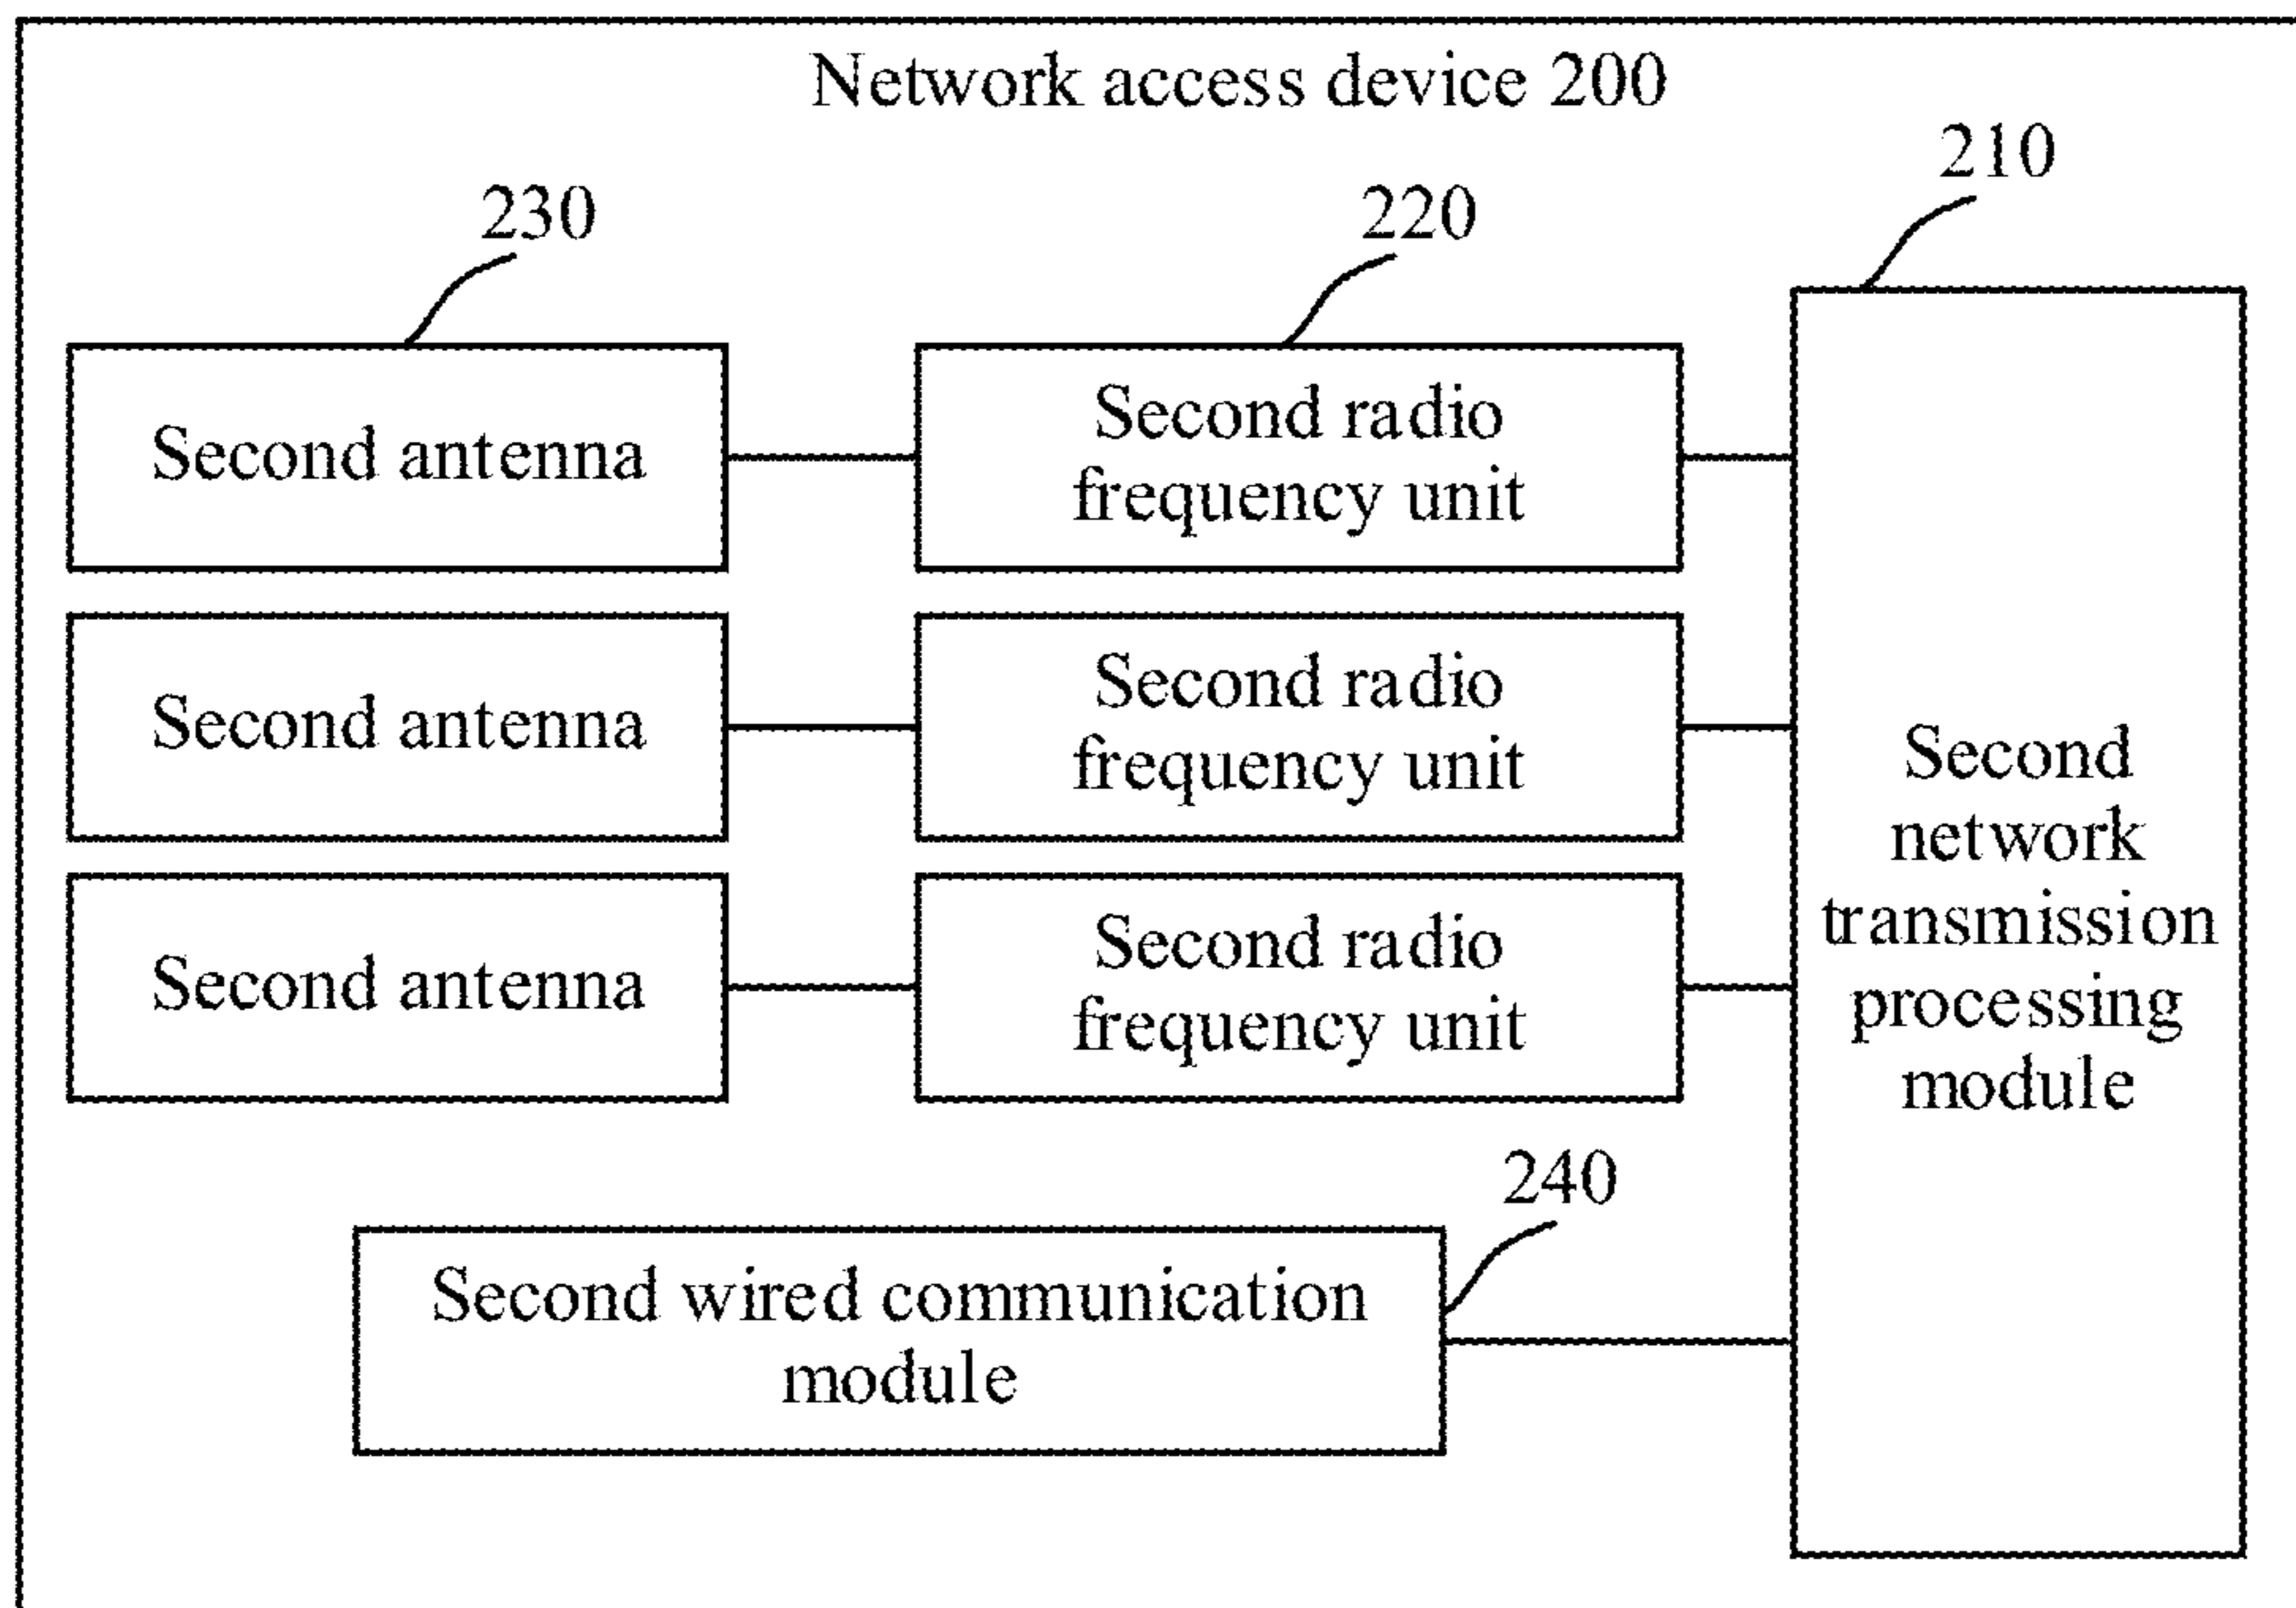 Network access device 200
210
230
220
Second antenna
Second radio
frequency unit
Second antenna
Second radio
frequency unit
Second antenna
Second radio
frequency unit
Second
network
transmission
processing
module
240
Second wired communication
module